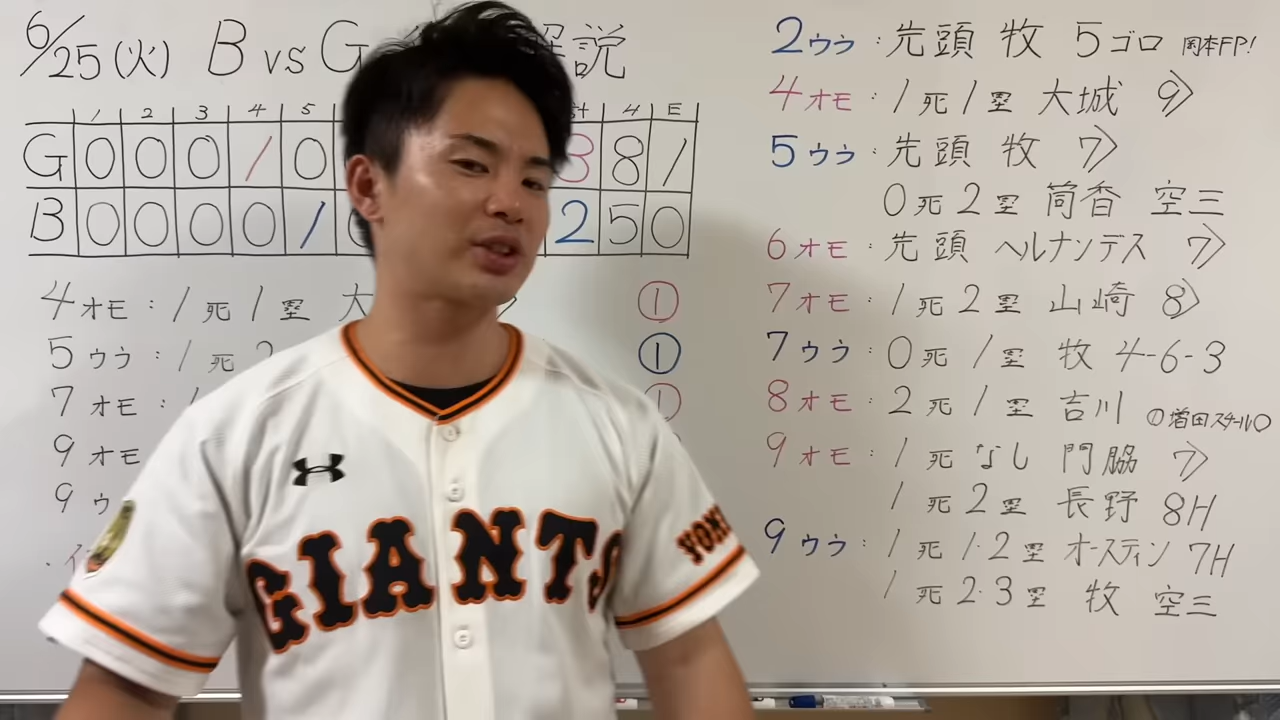 6/25(火) B vs G 解説
1 2 3 4 5 H E
G 0 0 0 1 0 3 8 1
B 0 0 0 0 1 2 5 0
4オモ:1死1塁 大 ①
5ウラ:1死2 ①
7オモ: ①
9オモ
9ウ
GIANTS
2ウラ:先頭 牧 5ゴロ 岡本FP!
4オモ:1死1塁 大城 9>
5ウラ:先頭 牧 7>
0死2塁 筒香 空三
6オモ:先頭 ヘルナンデス 7>
7オモ:1死2塁 山崎 8>
7ウラ:0死1塁 牧 4-6-3
8オモ:2死1塁 吉川 ①増田スチール○
9オモ:1死なし 門脇 7>
1死2塁 長野 8H
9ウラ:1死1・2塁 オースティン 7H
1死2・3塁 牧 空三